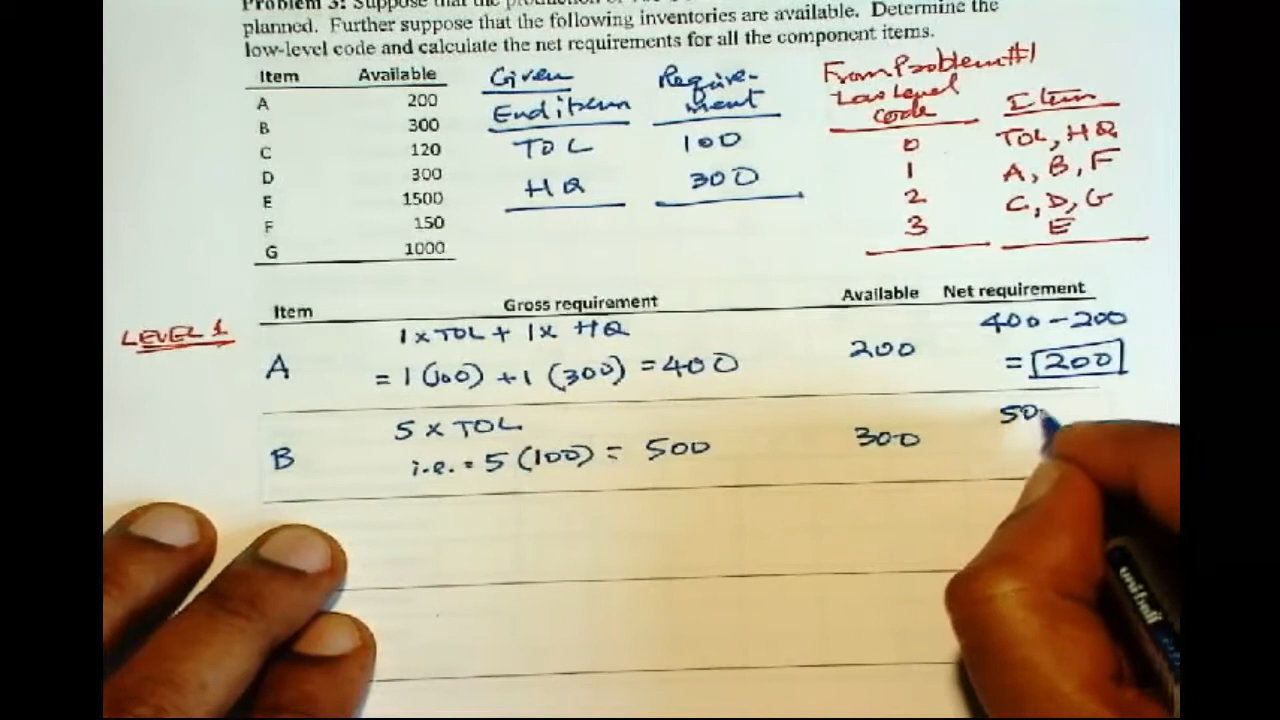 Problem 3: Suppose that the
planned. Further suppose that the following inventories are available. Determine the
low-level code and calculate the net requirements for all the component items.
Item Available
A 200
B 300
C 120
D 300
E 1500
F 150
G 1000
Given Require-
End item ment
TOL 100
HQ 300
From Problem #1
Low Level
Code Item
0 TOL, HQ
1 A, B, F
2 C, D, G
3 E
Item Gross requirement Available Net requirement
LEVEL 1
A 1 x TOL + 1 x HQ 200 400 - 200
= 1 (100) + 1 (300) = 400 = 200
B 5 x TOL 300 50
i.e. = 5 (100) = 500
uniball